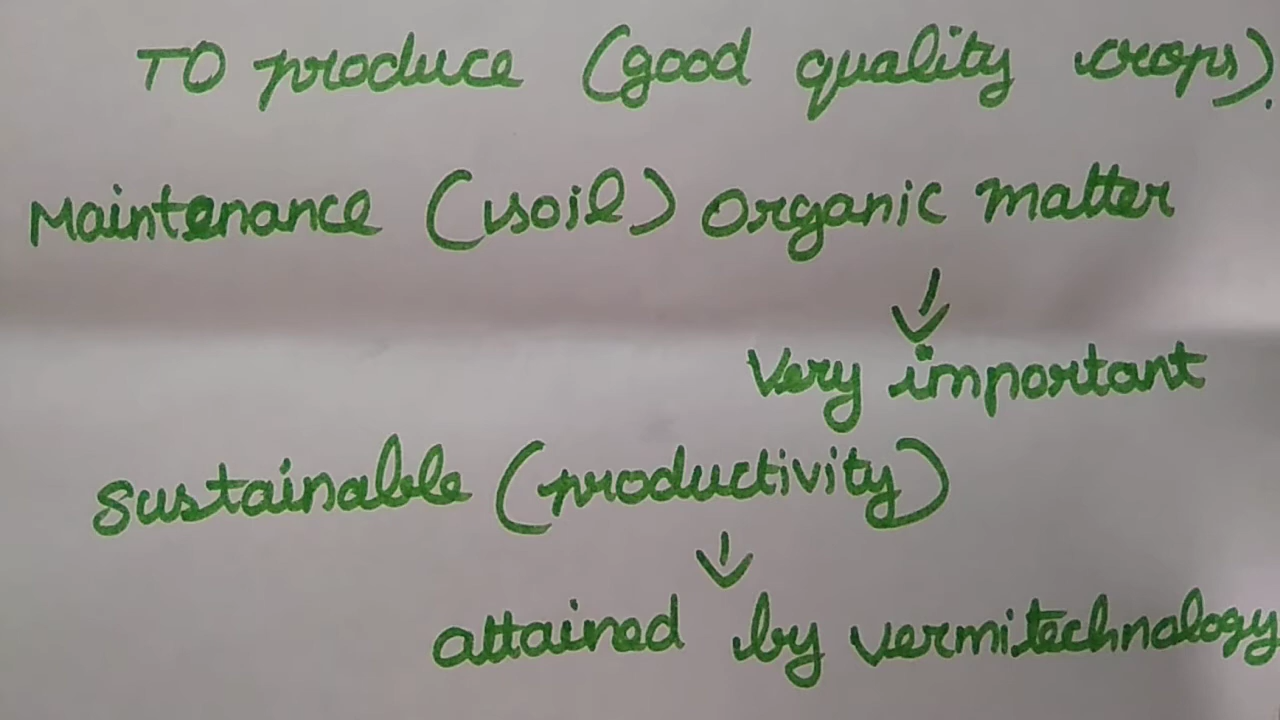 TO produce (good quality crops).
Maintenance (soil) Organic matter
↓
Very important
sustainable (productivity)
↓
attained by vermitechnology